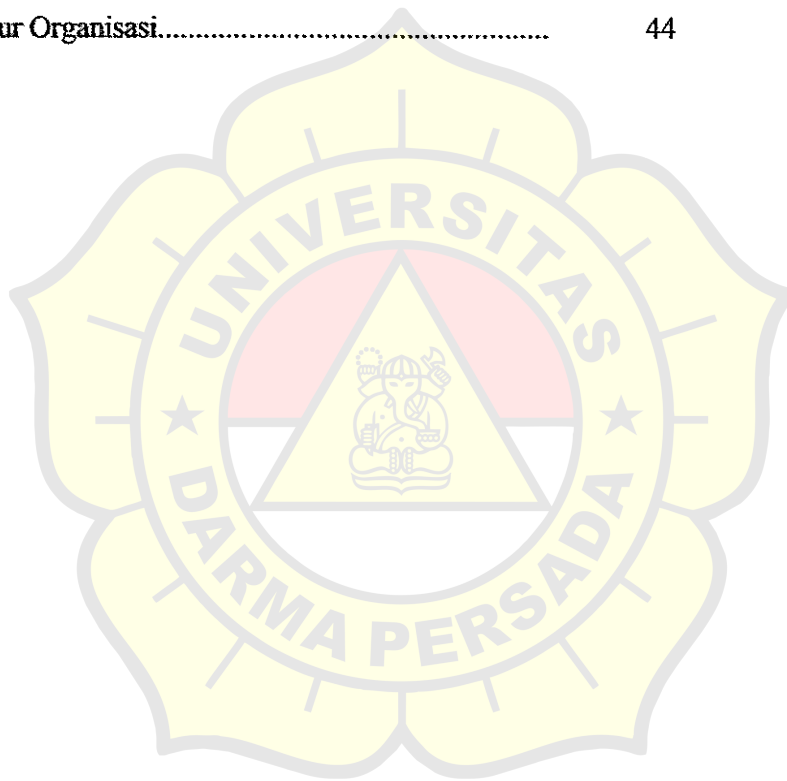 ur Organisasi.................................................... 44
UNIVERSITAS
DARMA PERSADA